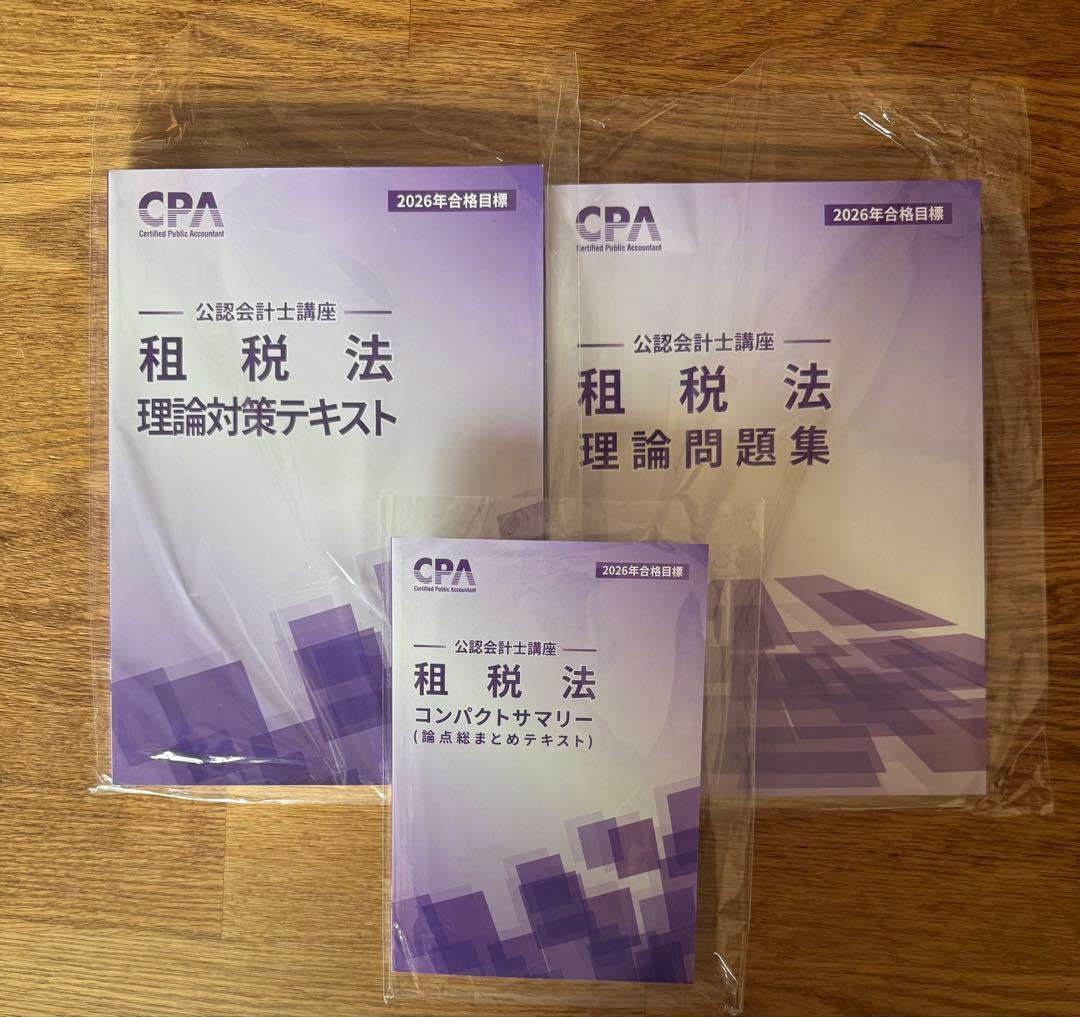 CPA
Certified Public Accountant
2026年合格目標
公認会計士講座
租税法
理論対策テキスト
CPA
Certified Public Accountant
2026年合格目標
公認会計士講座
租税法
理論問題集
CPA
Certified Public Accountant
2026年合格目標
公認会計士講座
租税法
コンパクトサマリー
(論点総まとめテキスト)